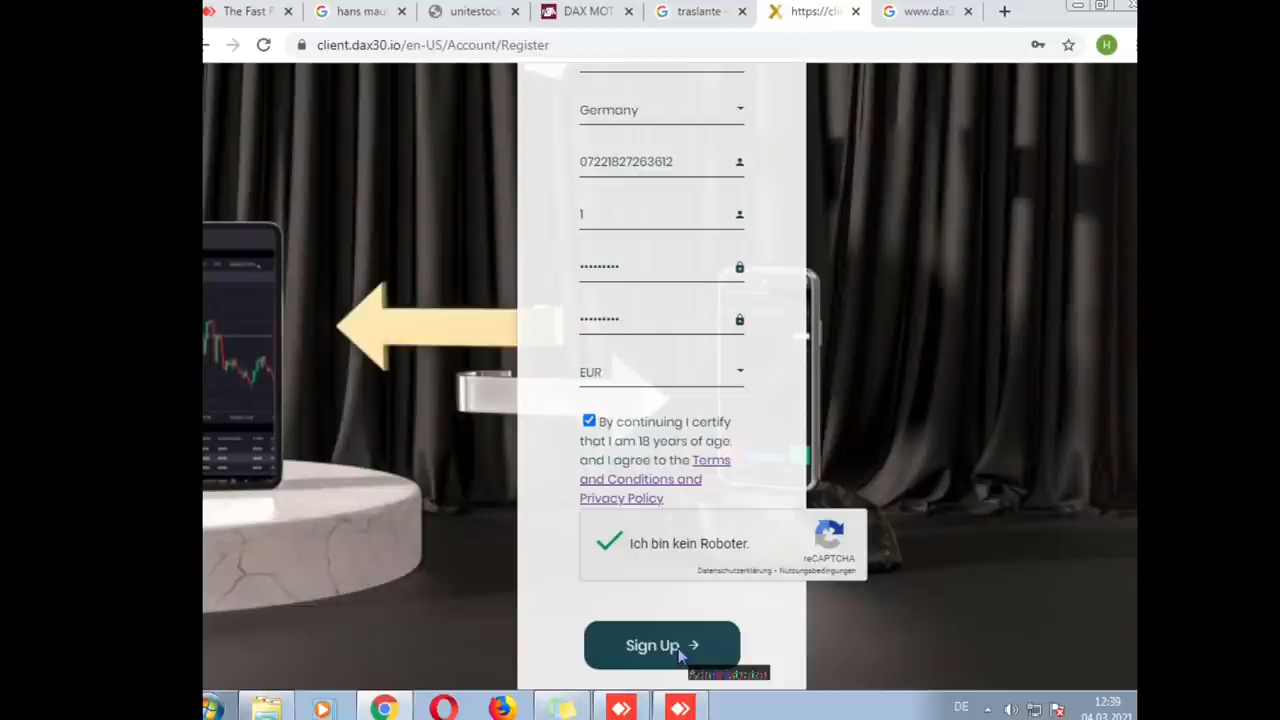 The Fast F
hans mau
unitestock
DAX MOT
traslante
https://cli
www.dax3
client.dax30.io/en-US/Account/Register
H
Germany
07221827263612
1
EUR
By continuing I certify
that I am 18 years of age,
and I agree to the Terms
and Conditions and
Privacy Policy
Ich bin kein Roboter.
reCAPTCHA
Datenschutzerklärung - Nutzungsbedingungen
Sign Up
DE
12:39
04.03.2021